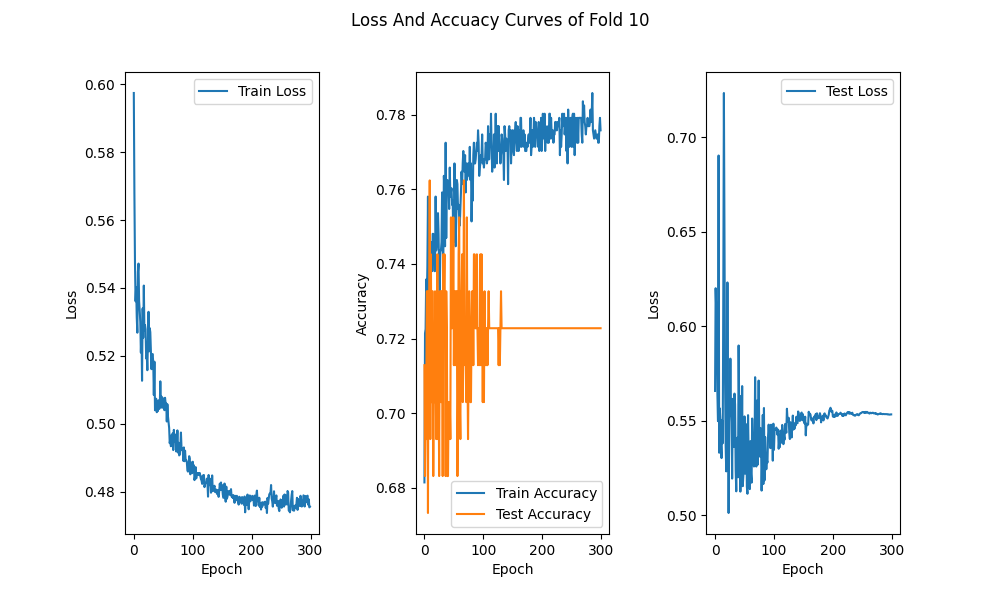 Loss And Accuacy Curves of Fold 10
0.60
0.58
0.56
0.54
0.52
0.50
0.48
Loss
0 100 200 300
Epoch
Train Loss
0.78
0.76
0.74
0.72
0.70
0.68
Accuracy
0 100 200 300
Epoch
Train Accuracy
Test Accuracy
0.70
0.65
0.60
0.55
0.50
Loss
0 100 200 300
Epoch
Test Loss